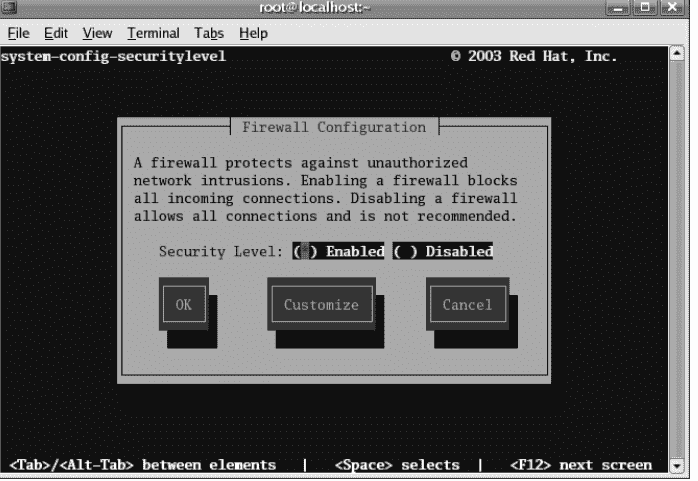 root@localhost:~
File Edit View Terminal Tabs Help
system-config-securitylevel © 2003 Red Hat, Inc.
Firewall Configuration
A firewall protects against unauthorized
network intrusions. Enabling a firewall blocks
all incoming connections. Disabling a firewall
allows all connections and is not recommended.
Security Level: ( ) Enabled ( ) Disabled
OK Customize Cancel
<Tab>/<Alt-Tab> between elements | <Space> selects | <F12> next screen